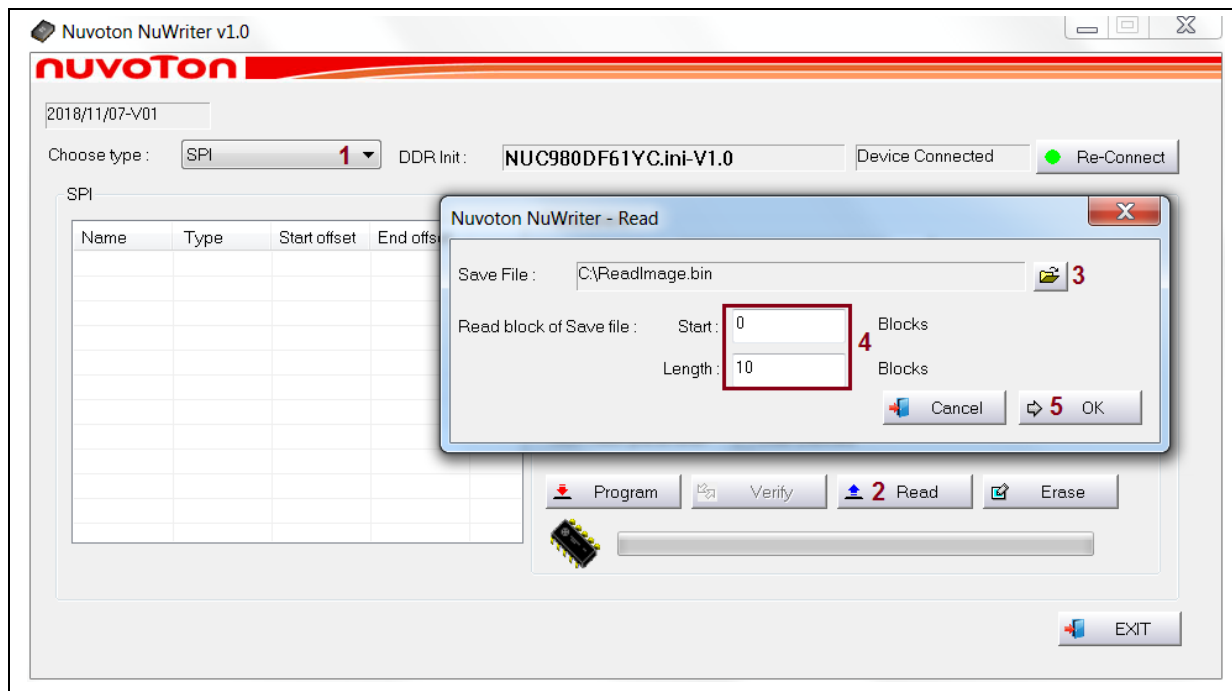 Nuvoton NuWriter v1.0
nuvoTon
2018/11/07-V01
Choose type : SPI 1 DDR Init : NUC980DF61YC.ini-V1.0 Device Connected Re-Connect
SPI
Nuvoton NuWriter - Read
Name Type Start offset End offs
Save File : C:\ReadImage.bin 3
Read block of Save file : Start : 0 Blocks
4
Length : 10 Blocks
Cancel 5 OK
Program Verify 2 Read Erase
EXIT